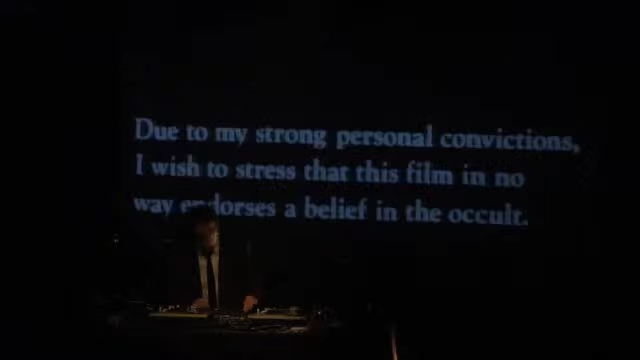 Due to my strong personal convictions,
I wish to stress that this film in no
way endorses a belief in the occult.